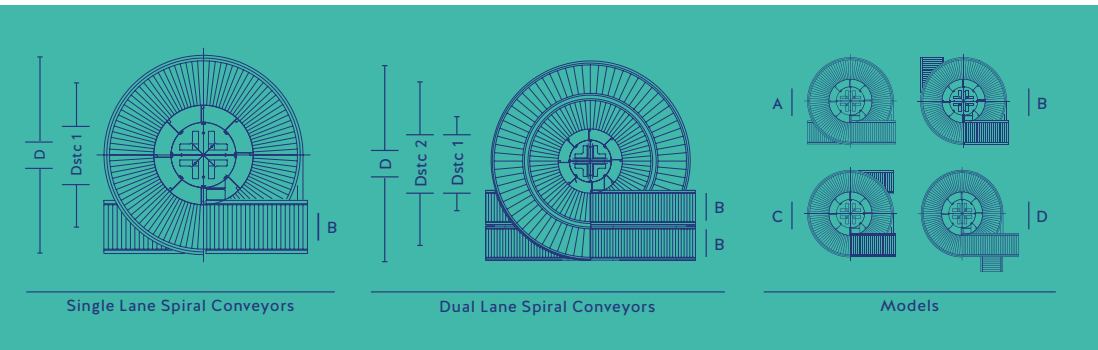 D
Dstc 1
B
Single Lane Spiral Conveyors
D
Dstc 2
Dstc 1
B
B
Dual Lane Spiral Conveyors
A
B
C
D
Models